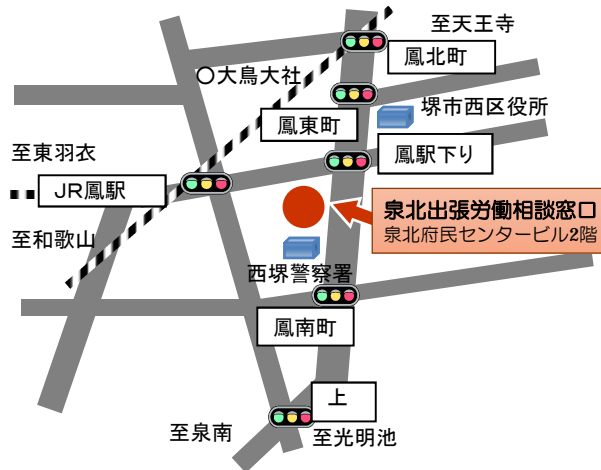 至天王寺
鳳北町
〇大鳥大社
堺市西区役所
鳳東町
至東羽衣
鳳駅下り
JR鳳駅
泉北出張労働相談窓口
泉北府民センタービル2階
至和歌山
西堺警察署
鳳南町
上
至泉南
至光明池